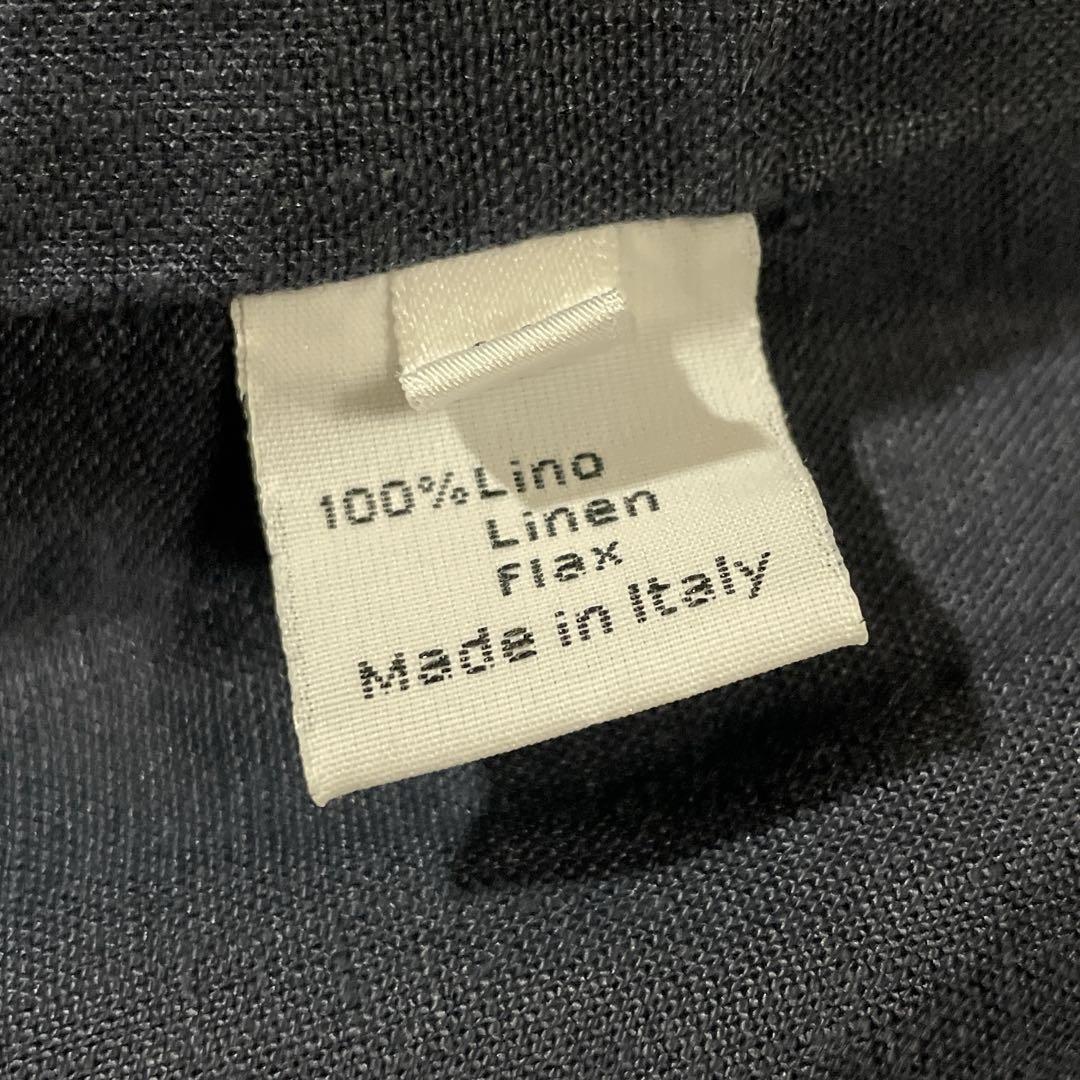 100%Lino
Linen
Flax
Made in Italy